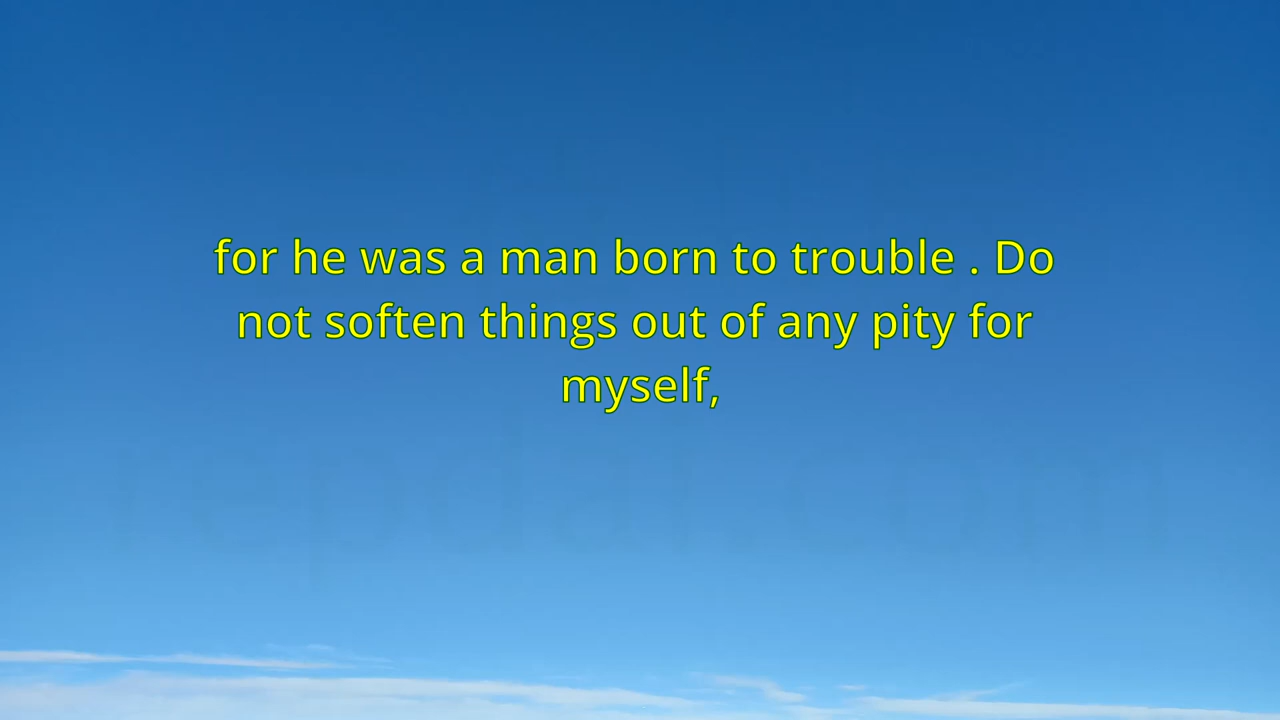 for he was a man born to trouble . Do
not soften things out of any pity for
myself,